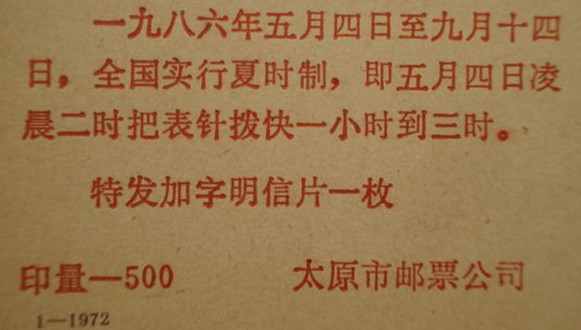 一九八六年五月四日至九月十四
日，全国实行夏时制，即五月四日凌
晨二时把表针拨快一小时到三时。
特发加字明信片一枚
印量—500 太原市邮票公司
1—1972